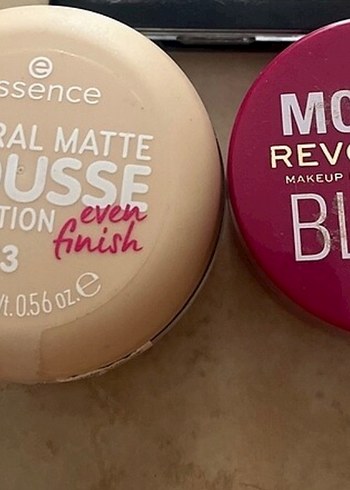 essence
RAL MATTE
OUSSE
TION even
finish
3
t. 0.56 oz. e
MO
REVO
MAKEUP
BL